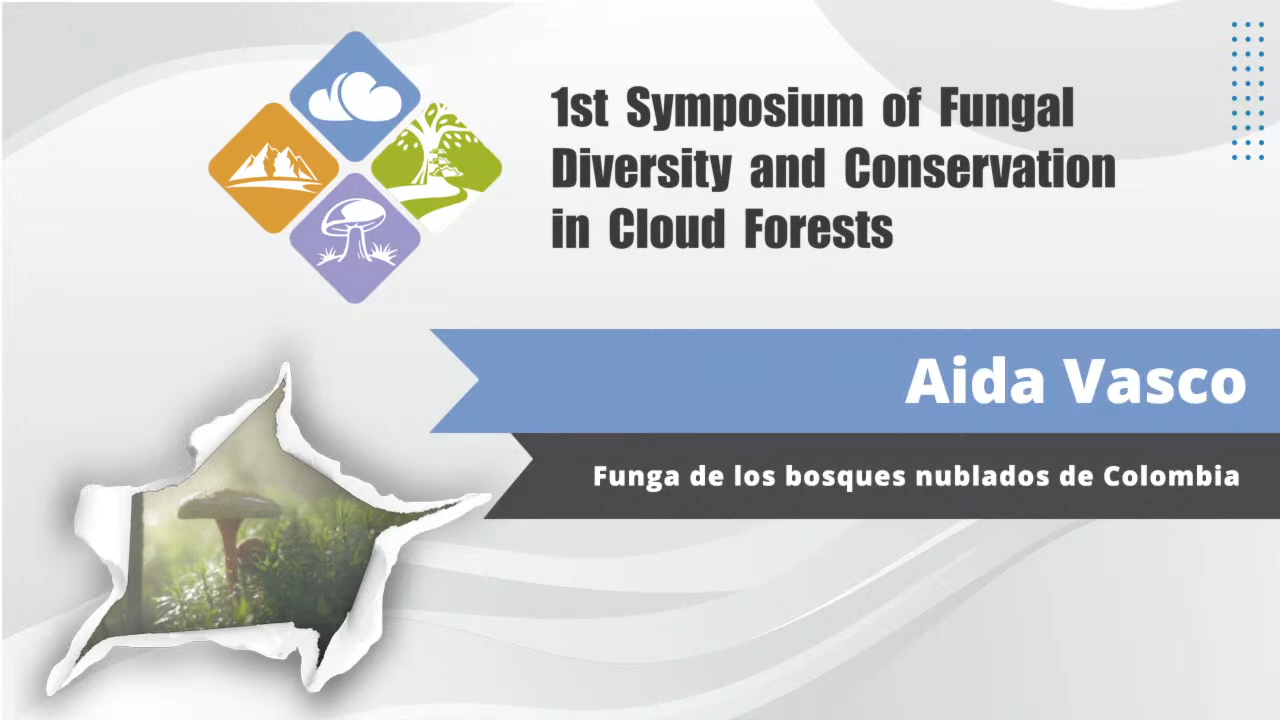 1st Symposium of Fungal
Diversity and Conservation
in Cloud Forests
Aida Vasco
Funga de los bosques nublados de Colombia